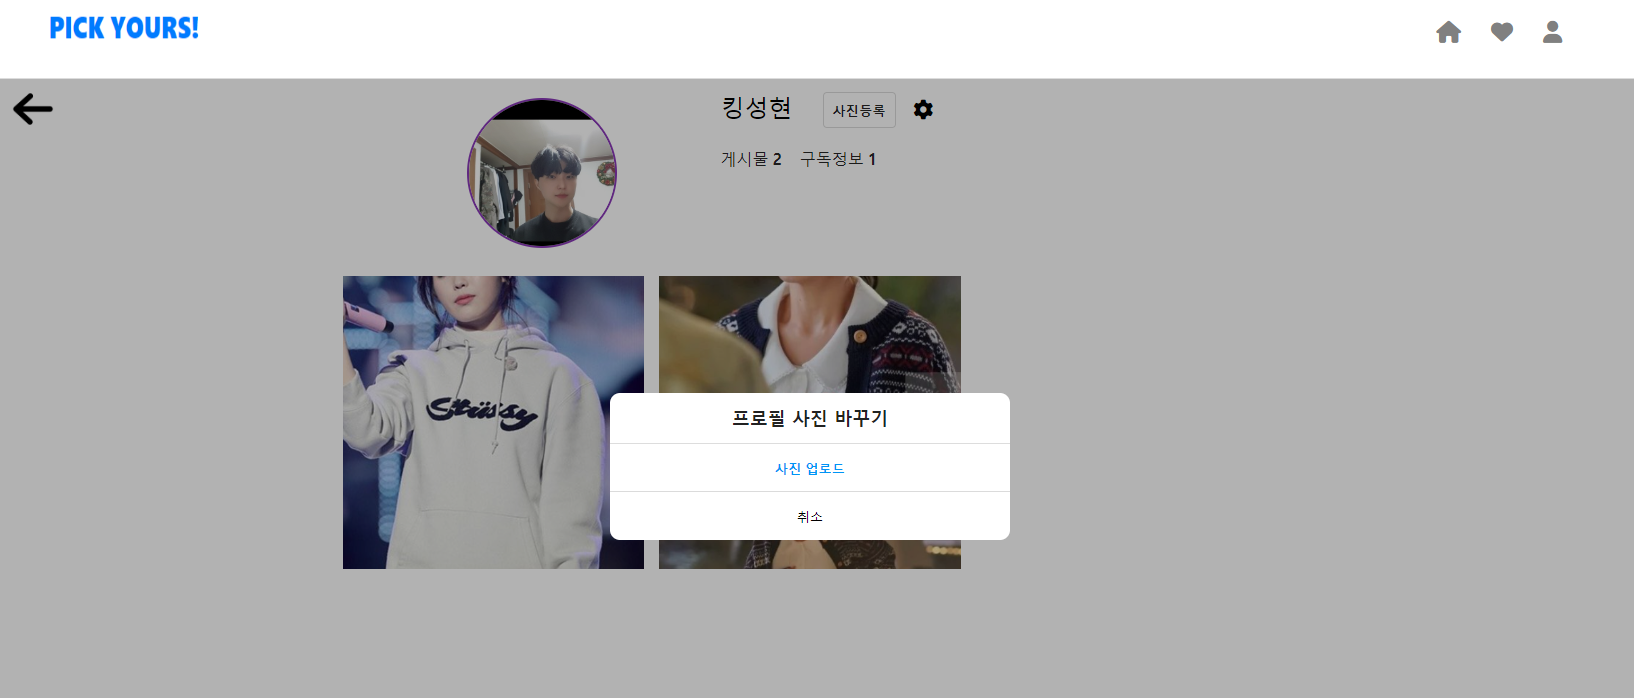 PICK YOURS!
킹성현 사진등록
게시물 2 구독정보 1
Stüssy
프로필 사진 바꾸기
사진 업로드
취소